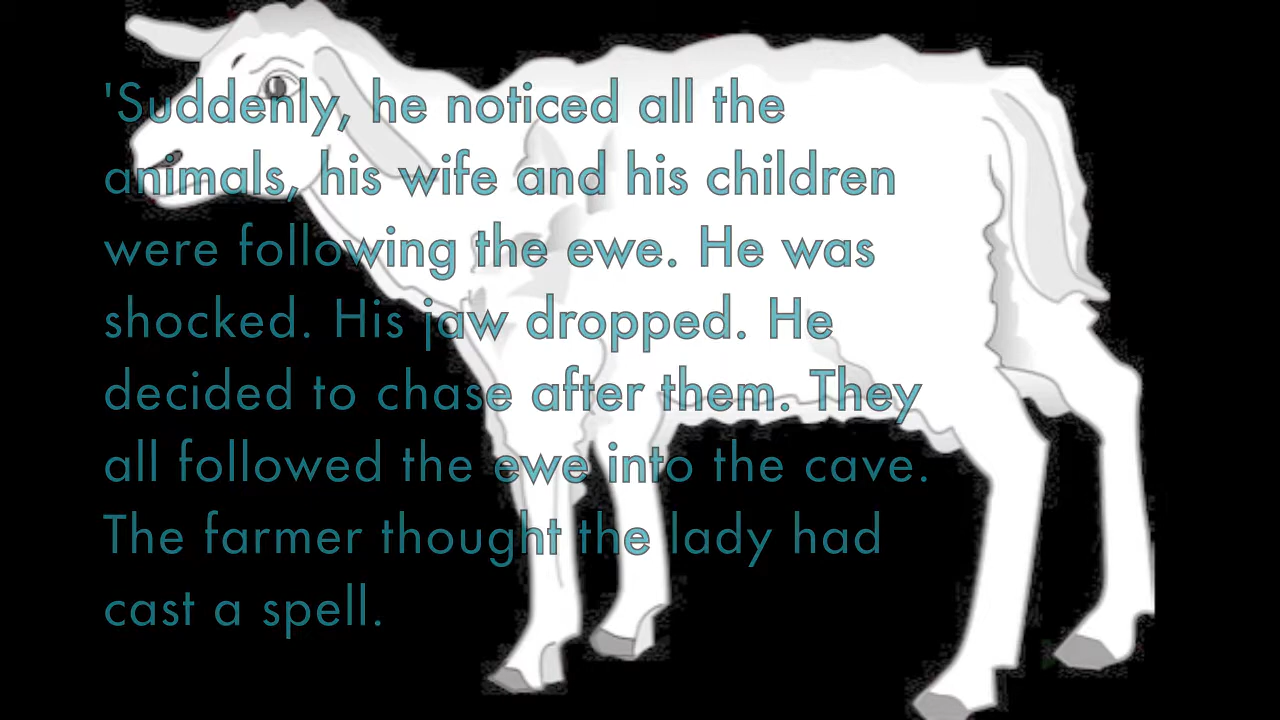 'Suddenly, he noticed all the
animals, his wife and his children
were following the ewe. He was
shocked. His jaw dropped. He
decided to chase after them. They
all followed the ewe into the cave.
The farmer thought the lady had
cast a spell.